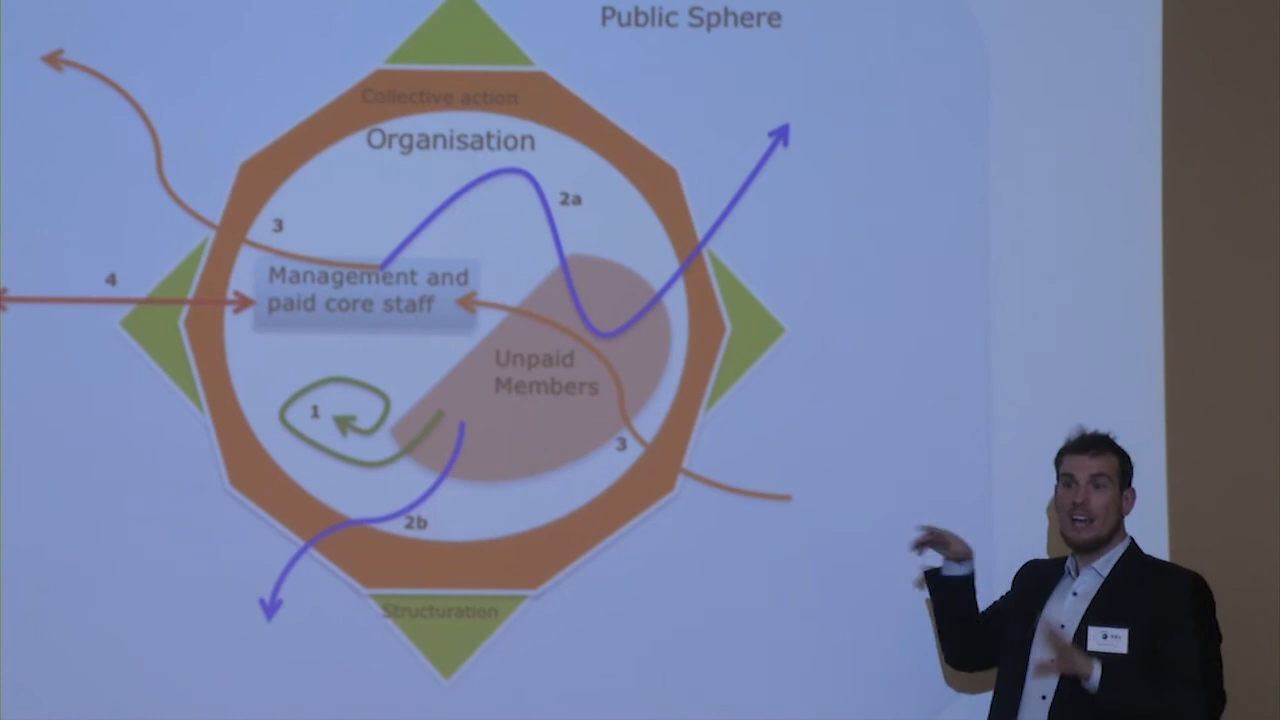 Public Sphere
Collective action
Organisation
2a
3
4
Management and
paid core staff
Unpaid
Members
1
3
2b
Structuration